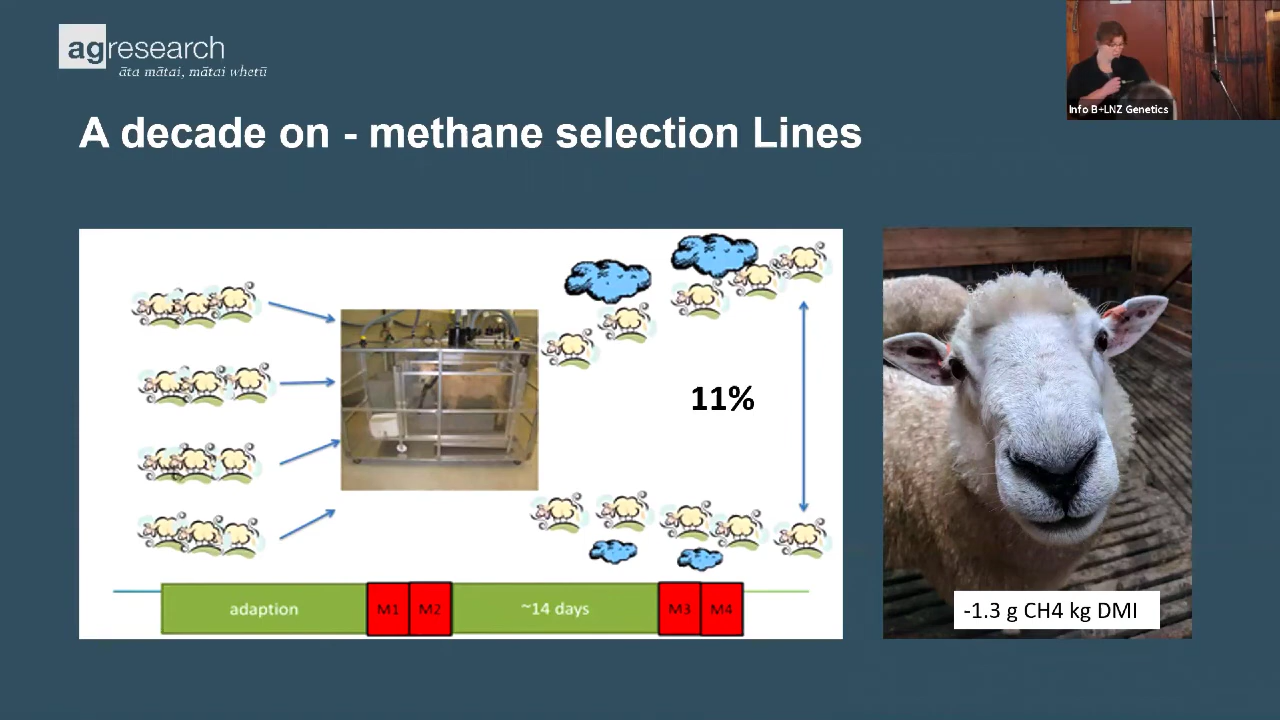 agresearch
āta mātai, mātai whetū
Info B+LNZ Genetics
A decade on - methane selection Lines
11%
adaption
M1
M2
~14 days
M3
M4
-1.3 g CH4 kg DMI